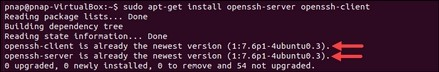 pnap@pnap-VirtualBox:~$ sudo apt-get install openssh-server openssh-client
Reading package lists... Done
Building dependency tree
Reading state information... Done
openssh-client is already the newest version (1:7.6p1-4ubuntu0.3).
openssh-server is already the newest version (1:7.6p1-4ubuntu0.3).
0 upgraded, 0 newly installed, 0 to remove and 54 not upgraded.